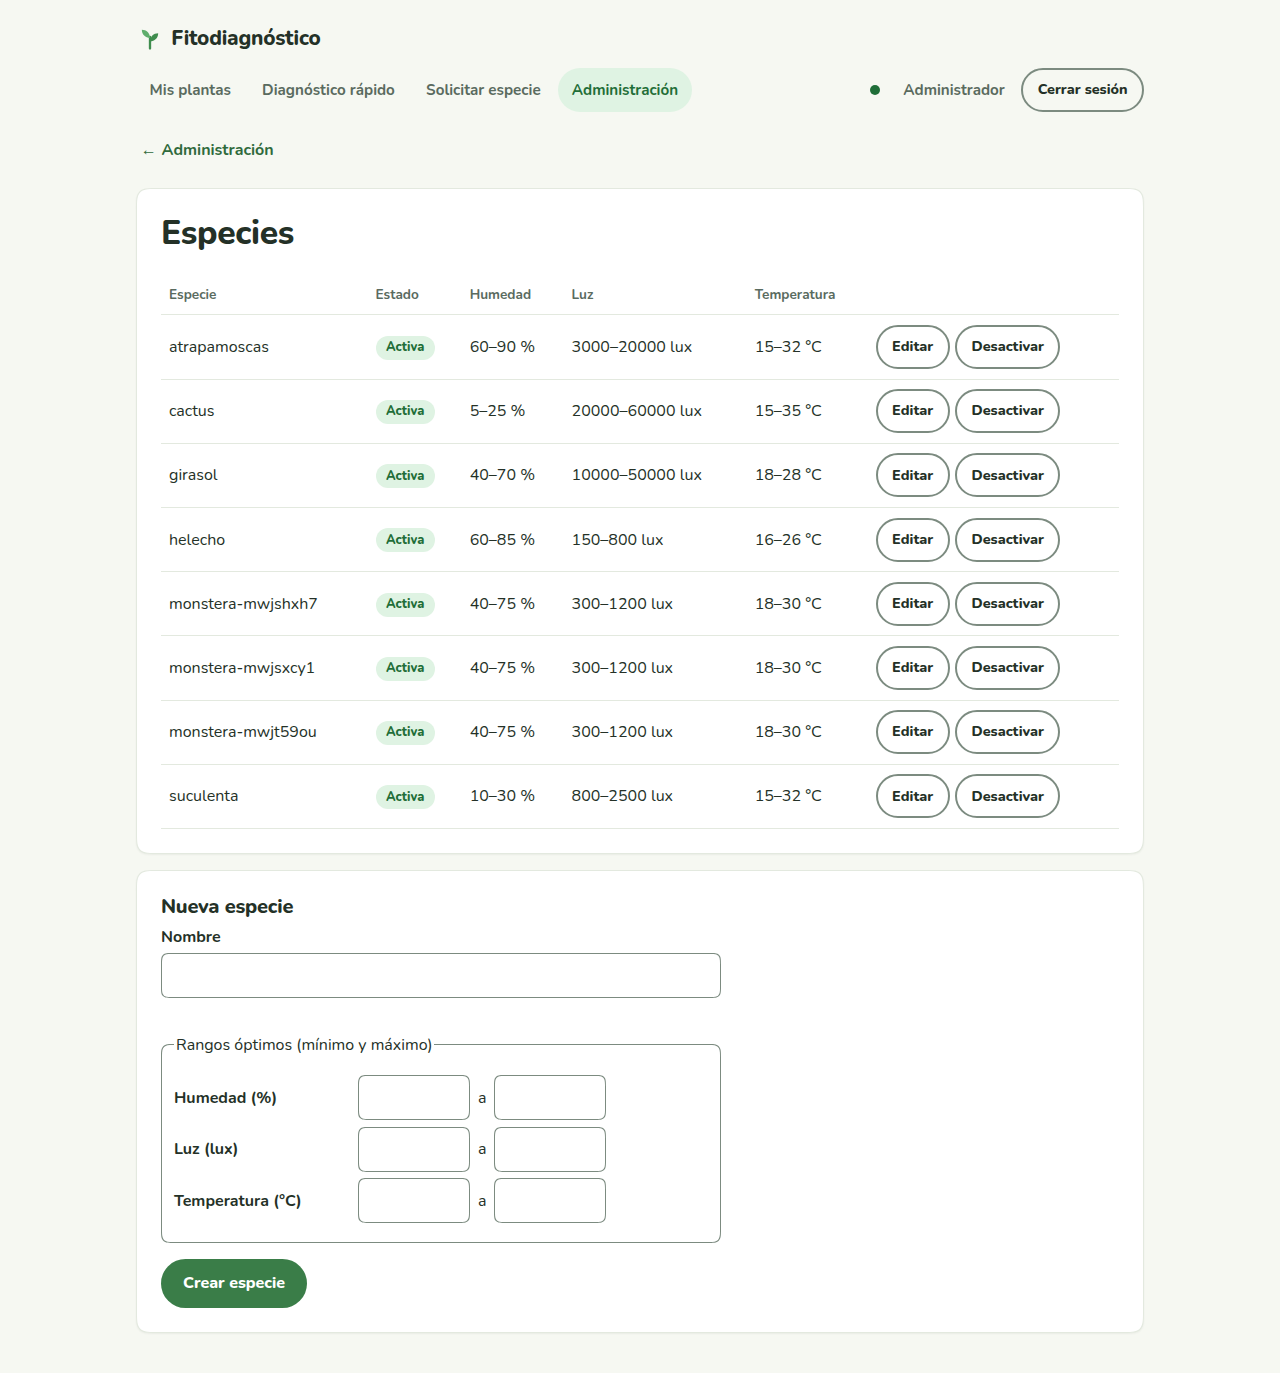 Fitodiagnóstico
Mis plantas Diagnóstico rápido Solicitar especie Administración Administrador Cerrar sesión
← Administración
Especies
Especie Estado Humedad Luz Temperatura
atrapamoscas Activa 60–90 % 3000–20000 lux 15–32 °C Editar Desactivar
cactus Activa 5–25 % 20000–60000 lux 15–35 °C Editar Desactivar
girasol Activa 40–70 % 10000–50000 lux 18–28 °C Editar Desactivar
helecho Activa 60–85 % 150–800 lux 16–26 °C Editar Desactivar
monstera-mwjshxh7 Activa 40–75 % 300–1200 lux 18–30 °C Editar Desactivar
monstera-mwjsxcy1 Activa 40–75 % 300–1200 lux 18–30 °C Editar Desactivar
monstera-mwjt59ou Activa 40–75 % 300–1200 lux 18–30 °C Editar Desactivar
suculenta Activa 10–30 % 800–2500 lux 15–32 °C Editar Desactivar
Nueva especie
Nombre
Rangos óptimos (mínimo y máximo)
Humedad (%) a
Luz (lux) a
Temperatura (°C) a
Crear especie